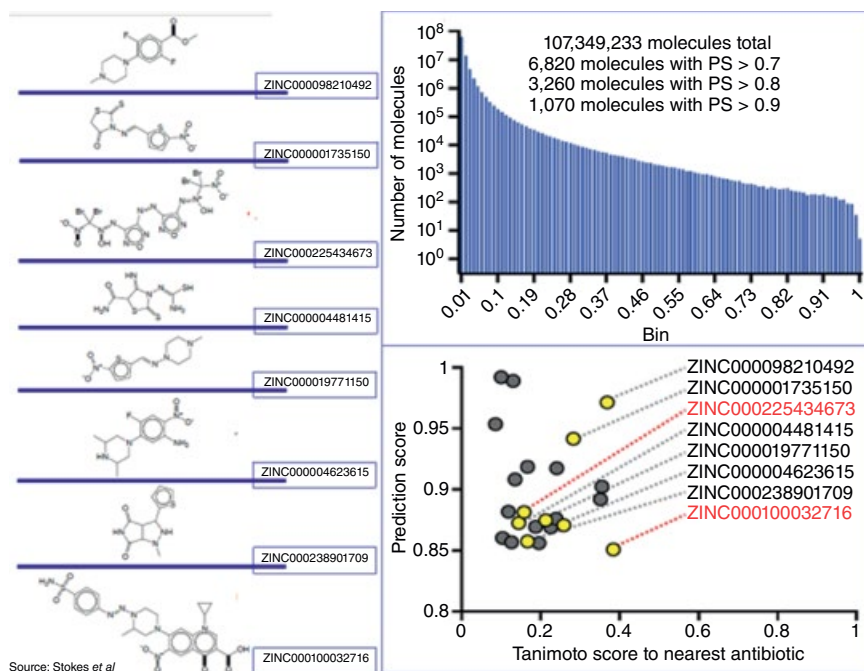 ZINC000098210492
ZINC000001735150
ZINC000225434673
ZINC000004481415
ZINC000019771150
ZINC000004623615
ZINC000238901709
ZINC000100032716
Source: Stokes et al
107,349,233 molecules total
6,820 molecules with PS > 0.7
3,260 molecules with PS > 0.8
1,070 molecules with PS > 0.9
Number of molecules
10⁸
10⁷
10⁶
10⁵
10⁴
10³
10²
10¹
10⁰
0.01 0.1 0.19 0.28 0.37 0.46 0.55 0.64 0.73 0.82 0.91 1
Bin
ZINC000098210492
ZINC000001735150
ZINC000225434673
ZINC000004481415
ZINC000019771150
ZINC000004623615
ZINC000238901709
ZINC000100032716
Prediction score
1
0.95
0.9
0.85
0.8
0 0.2 0.4 0.6 0.8 1
Tanimoto score to nearest antibiotic